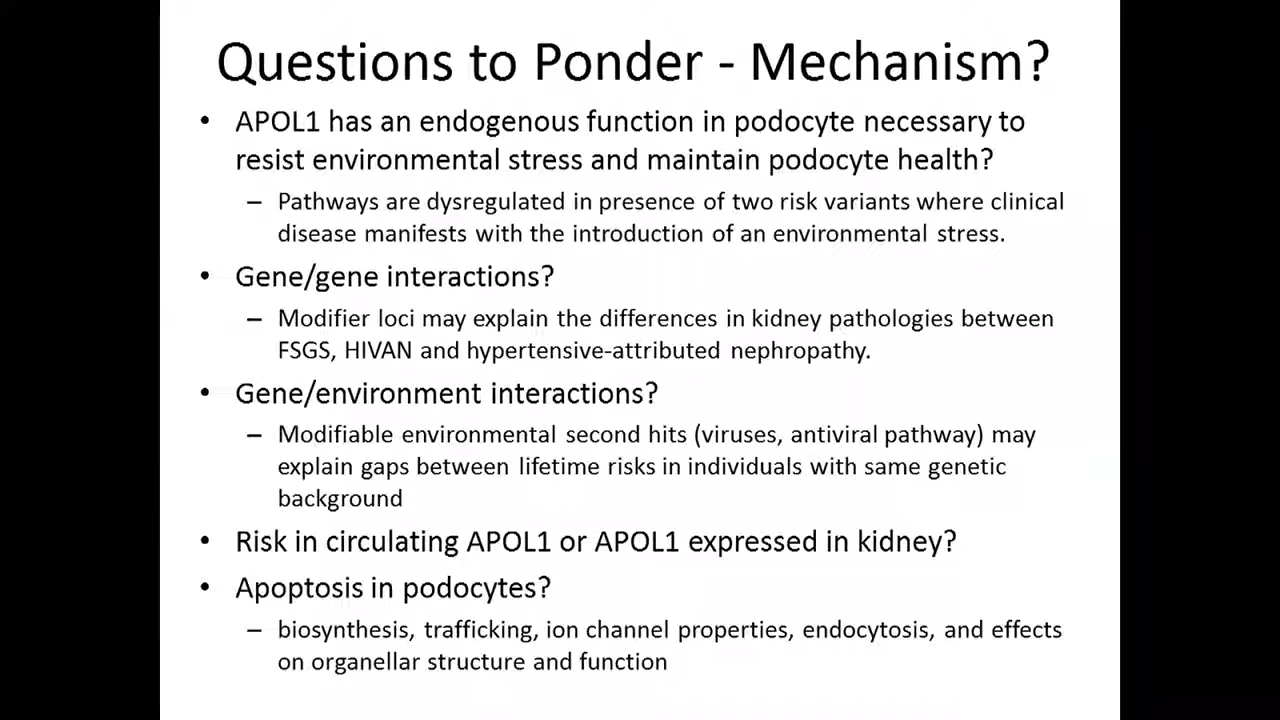 Questions to Ponder - Mechanism?
• APOL1 has an endogenous function in podocyte necessary to
resist environmental stress and maintain podocyte health?
– Pathways are dysregulated in presence of two risk variants where clinical
disease manifests with the introduction of an environmental stress.
• Gene/gene interactions?
– Modifier loci may explain the differences in kidney pathologies between
FSGS, HIVAN and hypertensive-attributed nephropathy.
• Gene/environment interactions?
– Modifiable environmental second hits (viruses, antiviral pathway) may
explain gaps between lifetime risks in individuals with same genetic
background
• Risk in circulating APOL1 or APOL1 expressed in kidney?
• Apoptosis in podocytes?
– biosynthesis, trafficking, ion channel properties, endocytosis, and effects
on organellar structure and function